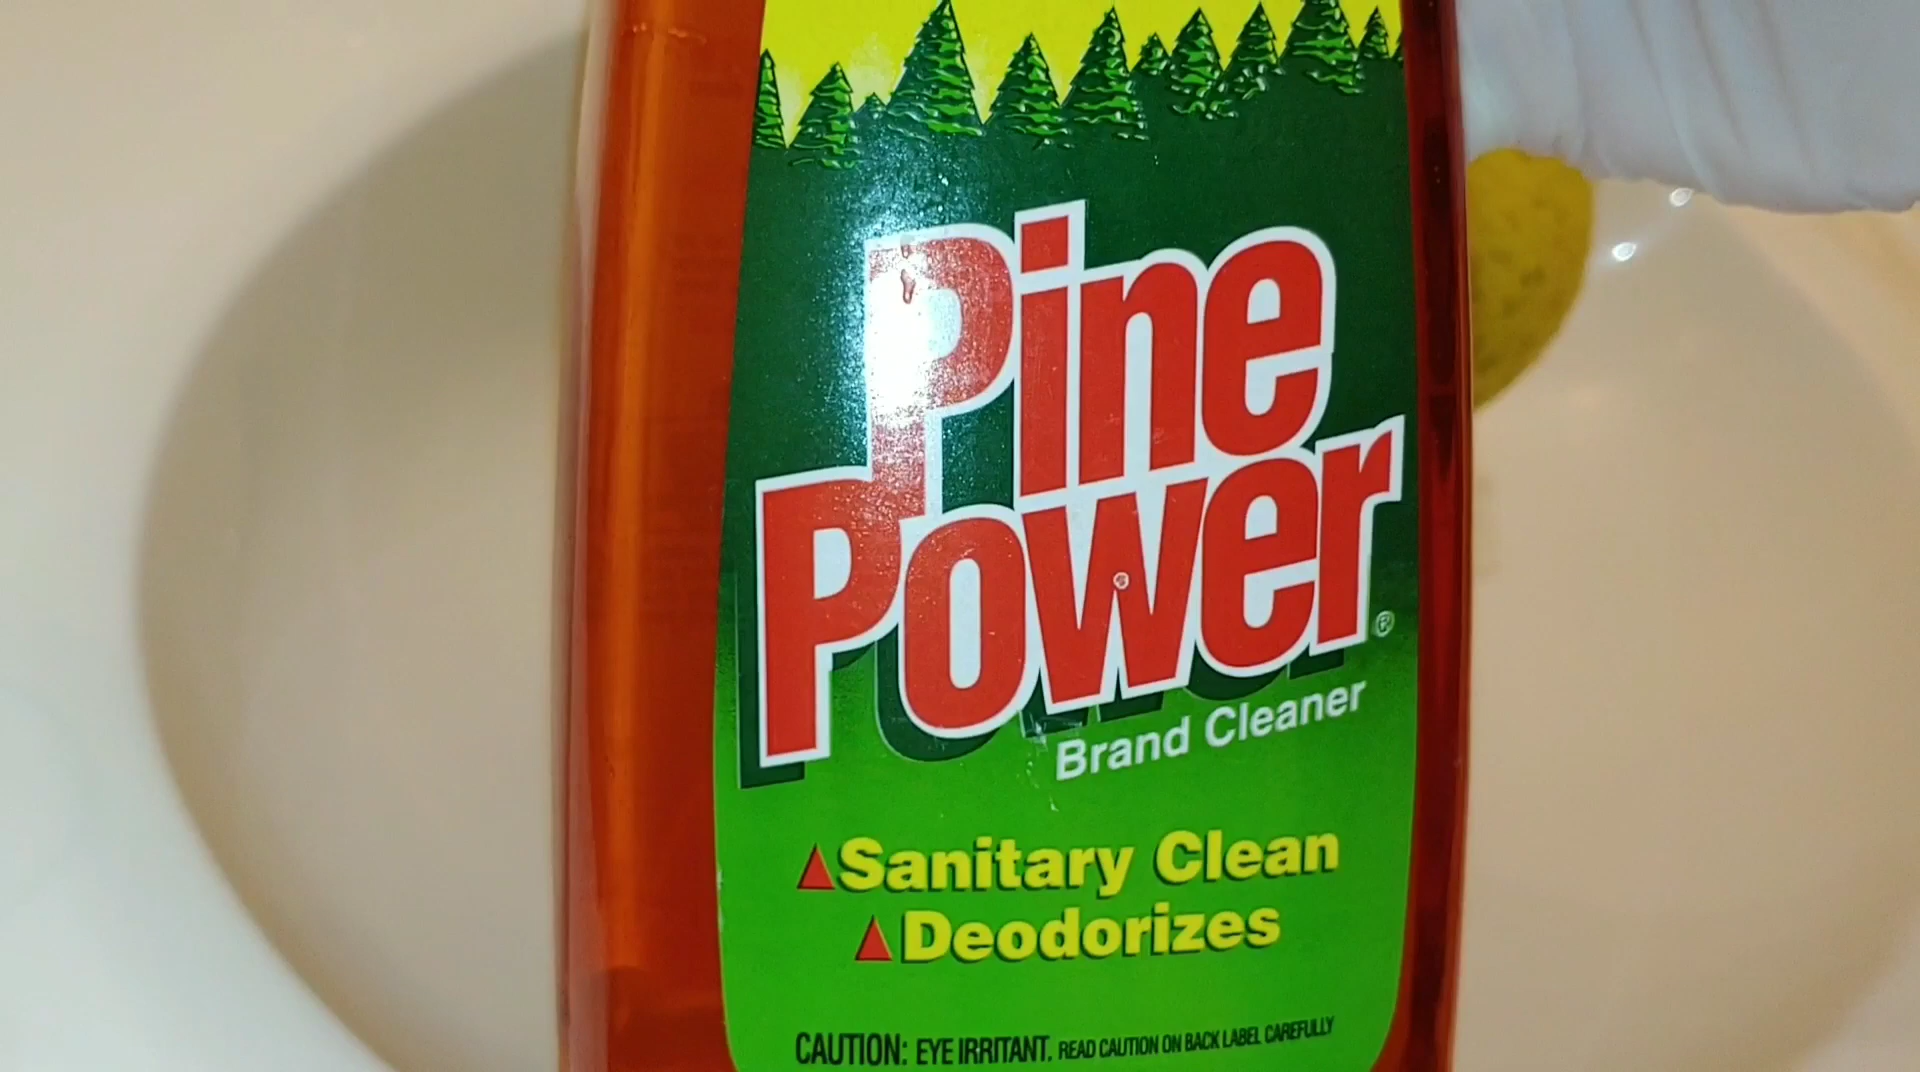 Pine
Power®
Brand Cleaner
Sanitary Clean
Deodorizes
CAUTION: EYE IRRITANT. READ CAUTION ON BACK LABEL CAREFULLY